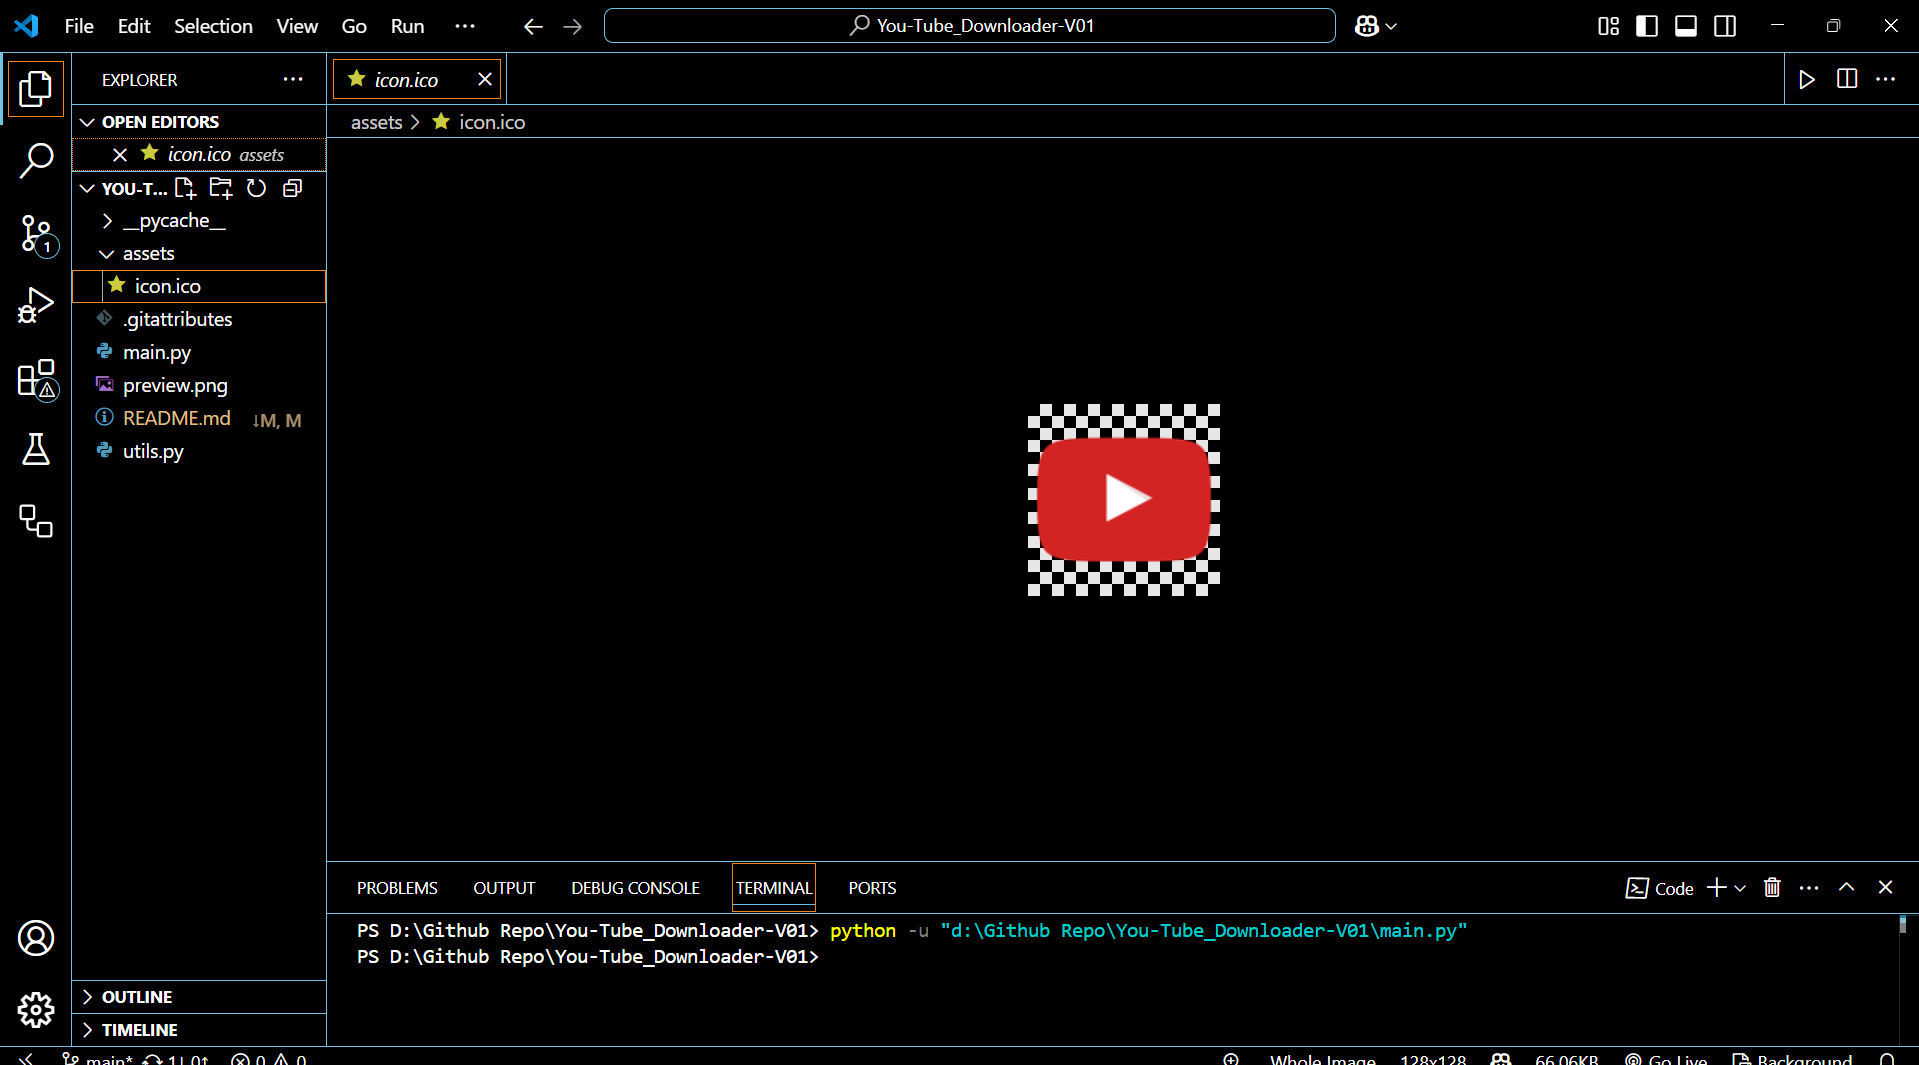 File Edit Selection View Go Run ···
You-Tube_Downloader-V01
EXPLORER
icon.ico
OPEN EDITORS
assets > icon.ico
icon.ico assets
YOU-T...
__pycache__
1
assets
icon.ico
.gitattributes
main.py
preview.png
README.md ↓M, M
utils.py
PROBLEMS OUTPUT DEBUG CONSOLE TERMINAL PORTS
Code
PS D:\Github Repo\You-Tube_Downloader-V01> python -u "d:\Github Repo\You-Tube_Downloader-V01\main.py"
PS D:\Github Repo\You-Tube_Downloader-V01>
OUTLINE
TIMELINE
main* 1↓ 0↑ 0 0 Whole Image 128x128 66.06KB Go Live Background